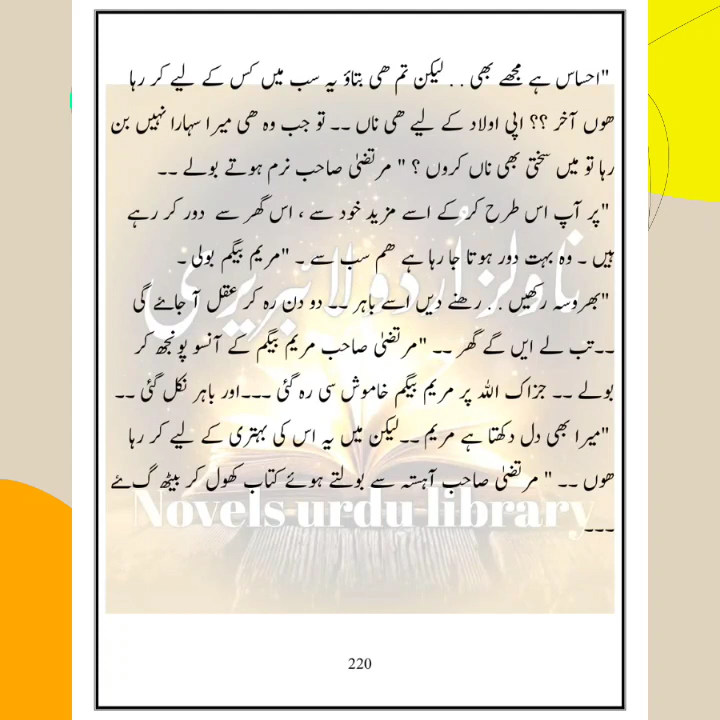 "احساس ہے مجھے بھی . . لیکن تم ھی بتاؤ یہ سب میں کس کے لیے کر رہا
ھوں آخر ؟؟ اپی اولاد کے لیے ھی ناں ۔۔ تو جب وہ ھی میرا سہارا نہیں بن
رہا تو میں سختی بھی ناں کروں ؟ " مرتضیٰ صاحب نرم ہوتے بولے ۔۔
"پر آپ اس طرح کر کے اسے مزید خود سے ، اس گھر سے دور کر رہے
ہیں ۔ وہ بہت دور ہوتا جا رہا ہے ھم سب سے ۔ "مریم بیگم بولی ۔
"بھروسہ رکھیں . . رھنے دیں اسے باہر ۔۔ دو دن رہ کر عقل آ جائے گی
۔۔تب لے ایں گے گھر ۔۔ "مرتضیٰ صاحب مریم بیگم کے آنسو پونچھ کر
بولے ۔۔ جزاک اللہ پر مریم بیگم خاموش سی رہ گئی ۔۔۔اور باہر نکل گئی ۔۔
"میرا بھی دل دکھتا ہے مریم ۔۔لیکن میں یہ اس کی بہتری کے لیے کر رہا
ھوں ۔۔ " مرتضیٰ صاحب آہستہ سے بولتے ہوئے کتاب کھول کر بیٹھ گئے
۔۔۔
ناولز اُردو لائبریری
Novels urdu library
220